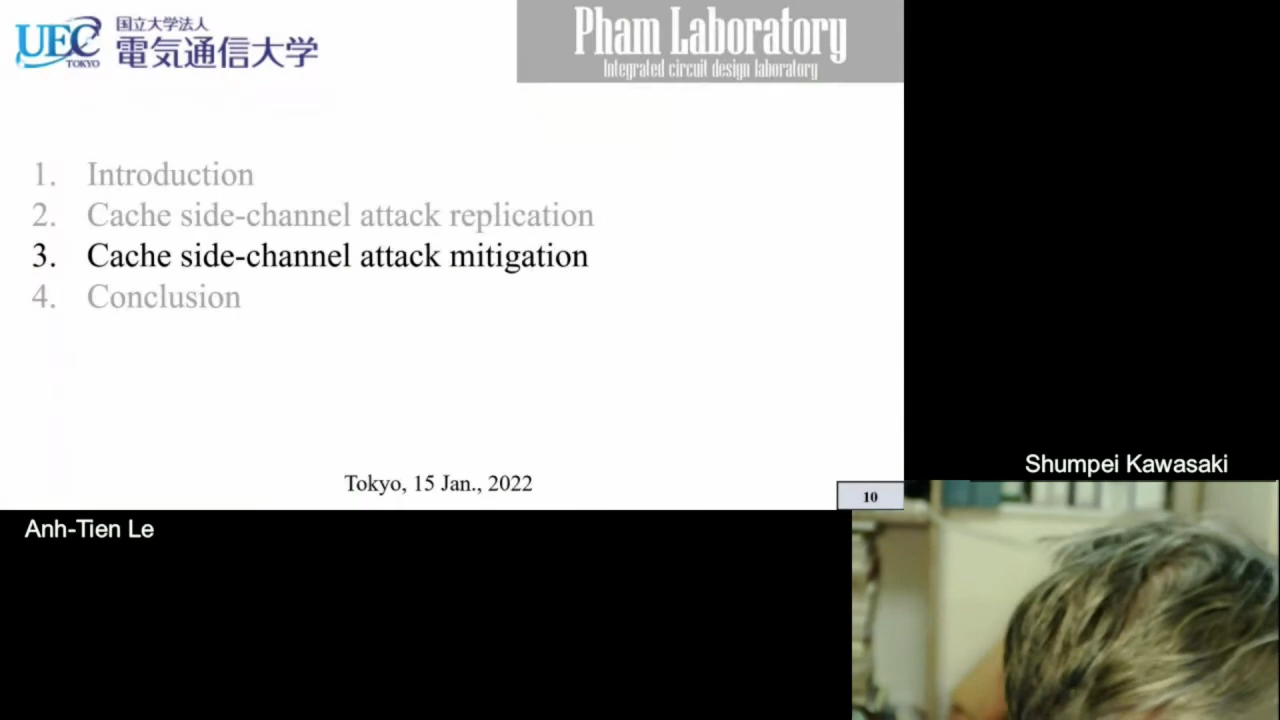 UEC
TOKYO
国立大学法人
電気通信大学
Pham Laboratory
Integrated circuit design laboratory
1. Introduction
2. Cache side-channel attack replication
3. Cache side-channel attack mitigation
4. Conclusion
Tokyo, 15 Jan., 2022
10
Shumpei Kawasaki
Anh-Tien Le